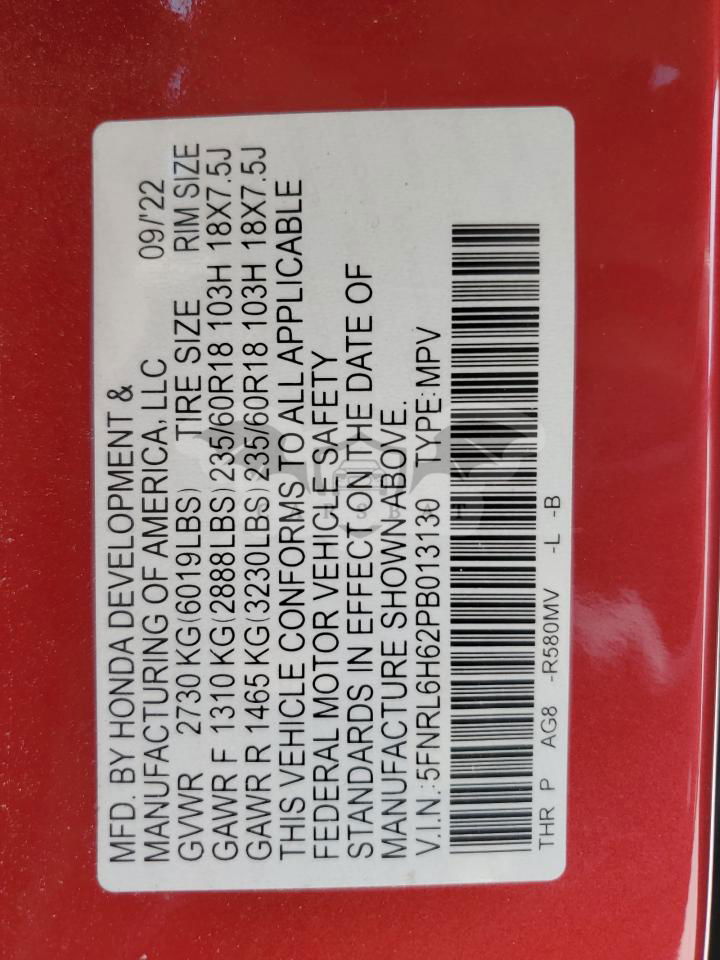 MFD. BY HONDA DEVELOPMENT &
MANUFACTURING OF AMERICA, LLC 09/'22
GVWR 2730 KG(6019LBS) TIRE SIZE RIM SIZE
GAWR F 1310 KG(2888LBS) 235/60R18 103H 18X7.5J
GAWR R 1465 KG(3230LBS) 235/60R18 103H 18X7.5J
THIS VEHICLE CONFORMS TO ALL APPLICABLE
FEDERAL MOTOR VEHICLE SAFETY
STANDARDS IN EFFECT ON THE DATE OF
MANUFACTURE SHOWN ABOVE.
V.I.N.:5FNRL6H62PB013130 TYPE:MPV
THR P AG8 -R580MV -L -B